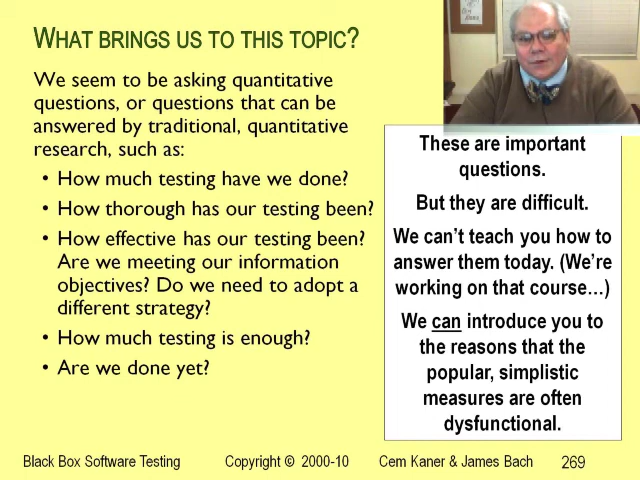 WHAT BRINGS US TO THIS TOPIC?
We seem to be asking quantitative
questions, or questions that can be
answered by traditional, quantitative
research, such as:
• How much testing have we done?
• How thorough has our testing been?
• How effective has our testing been?
Are we meeting our information
objectives? Do we need to adopt a
different strategy?
• How much testing is enough?
• Are we done yet?
These are important
questions.
But they are difficult.
We can't teach you how to
answer them today. (We're
working on that course…)
We can introduce you to
the reasons that the
popular, simplistic
measures are often
dysfunctional.
Black Box Software Testing Copyright © 2000-10 Cem Kaner & James Bach 269